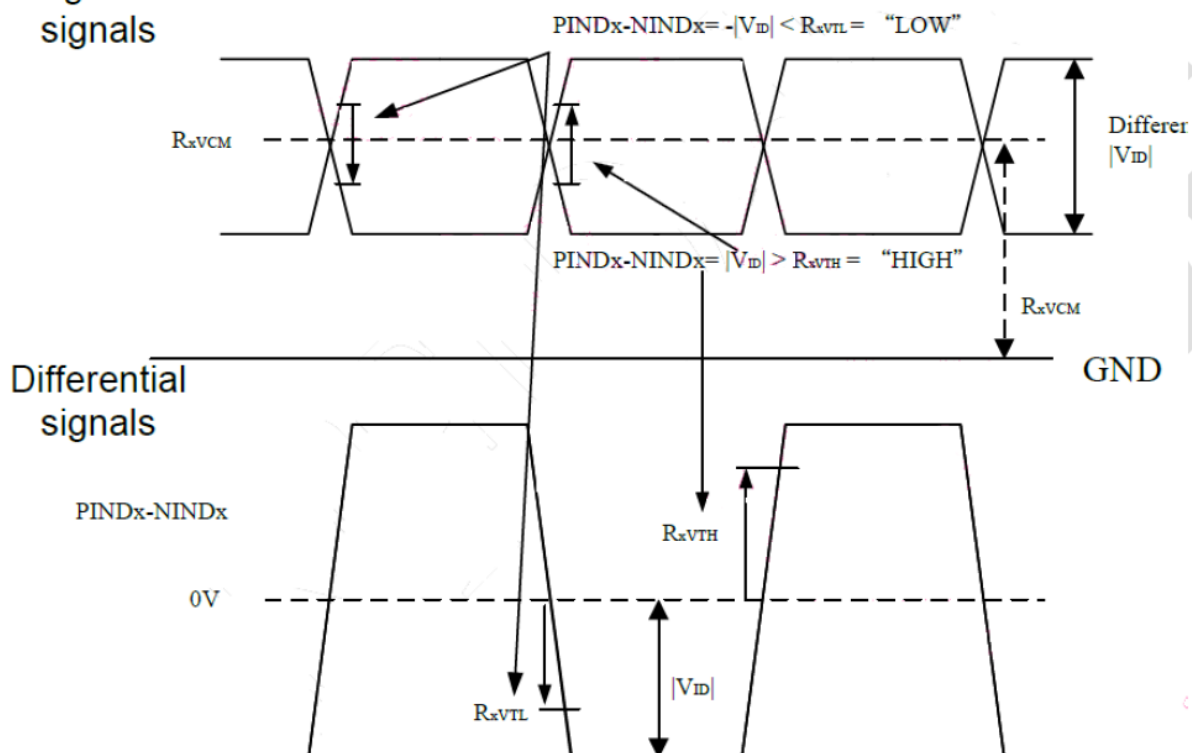 signals
PINDx-NINDx= -|VID| < RxVTL = “LOW”
RxVCM
|VID|
PINDx-NINDx= |VID| > RxVTH = “HIGH”
RxVCM
GND
Differential
signals
PINDx-NINDx
RxVTH
0V
|VID|
RxVTL